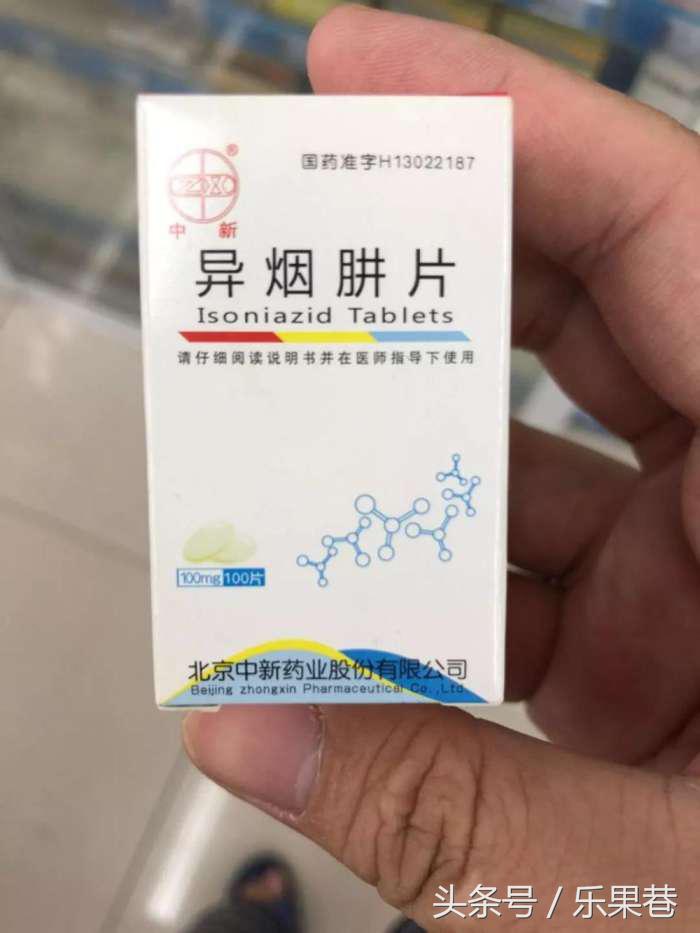 国药准字H13022187
ZX
®
中新
异烟肼片
Isoniazid Tablets
请仔细阅读说明书并在医师指导下使用
100mg 100片
北京中新药业股份有限公司
Beijing zhongxin Pharmaceutical Co.,Ltd
头条号 / 乐果巷